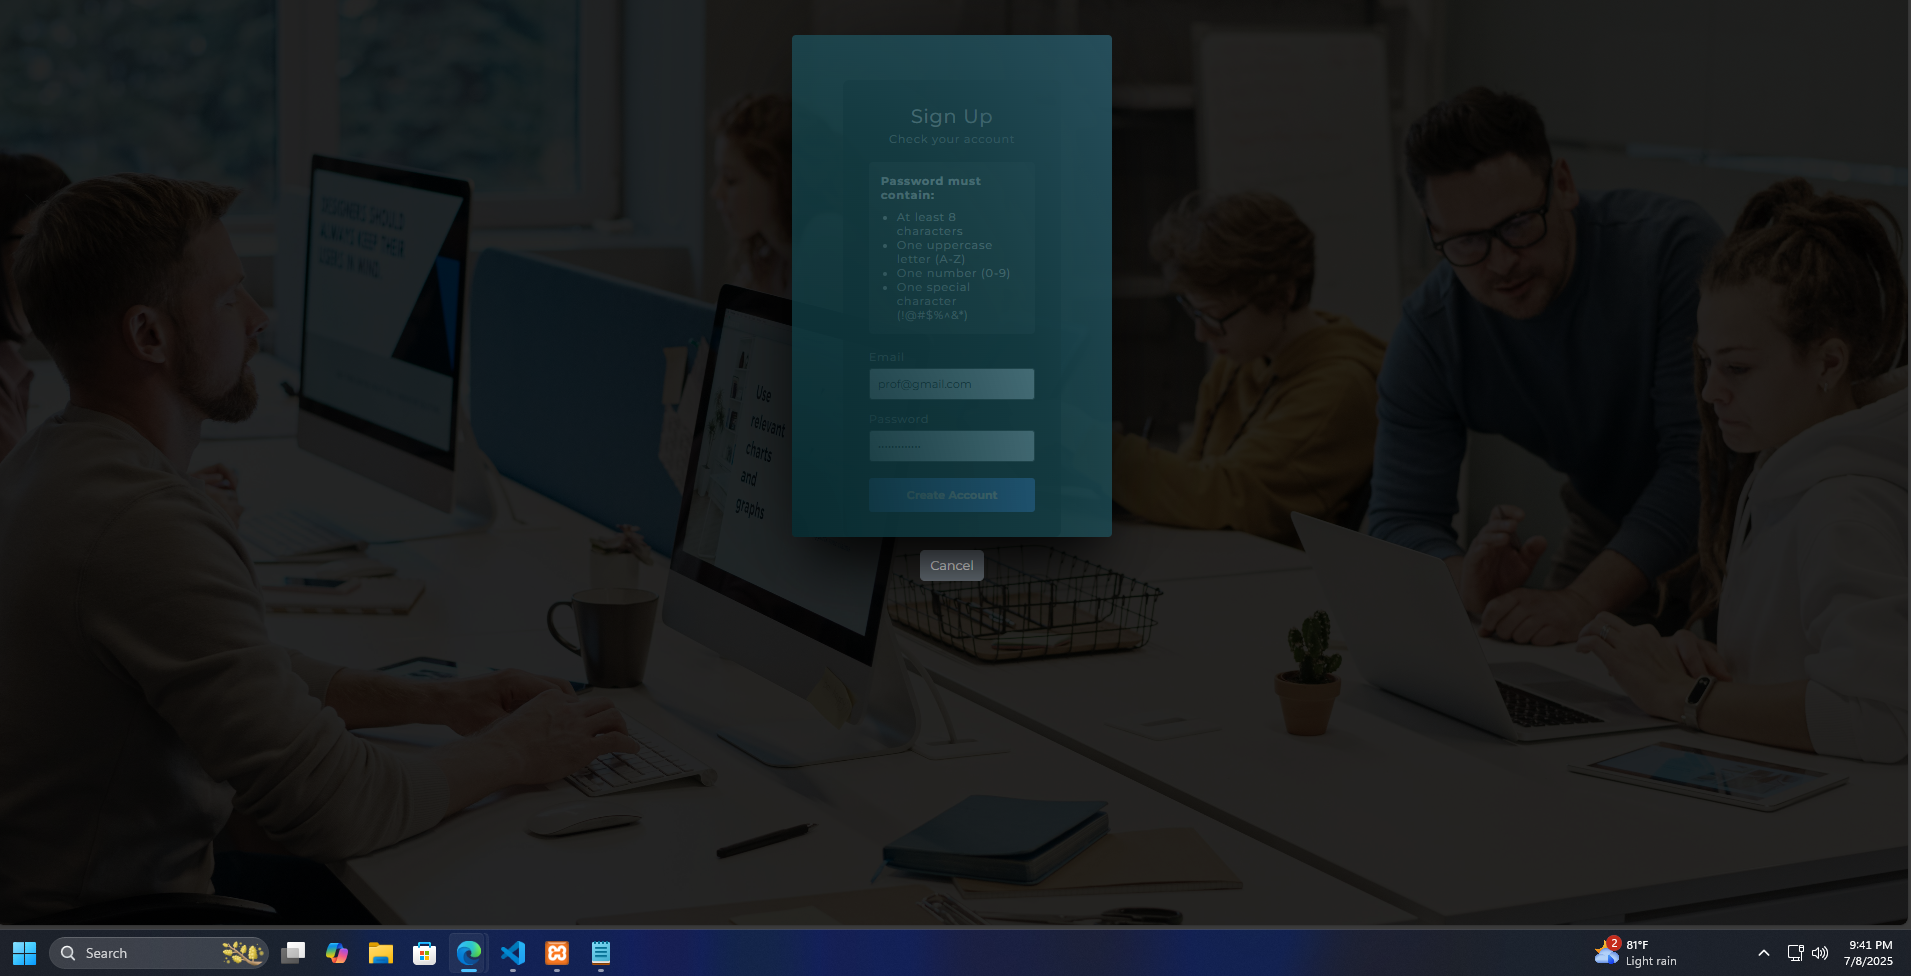 DESIGNERS SHOULD
ALWAYS KEEP THEIR
USERS IN MIND.
Use
relevant
charts
and
graphs
Sign Up
Check your account
Password must
contain:
At least 8
characters
One uppercase
letter (A-Z)
One number (0-9)
One special
character
(!@#$%^&*)
Email
prof@gmail.com
Password
Create Account
Cancel
Search
2
81°F
Light rain
9:41 PM
7/8/2025